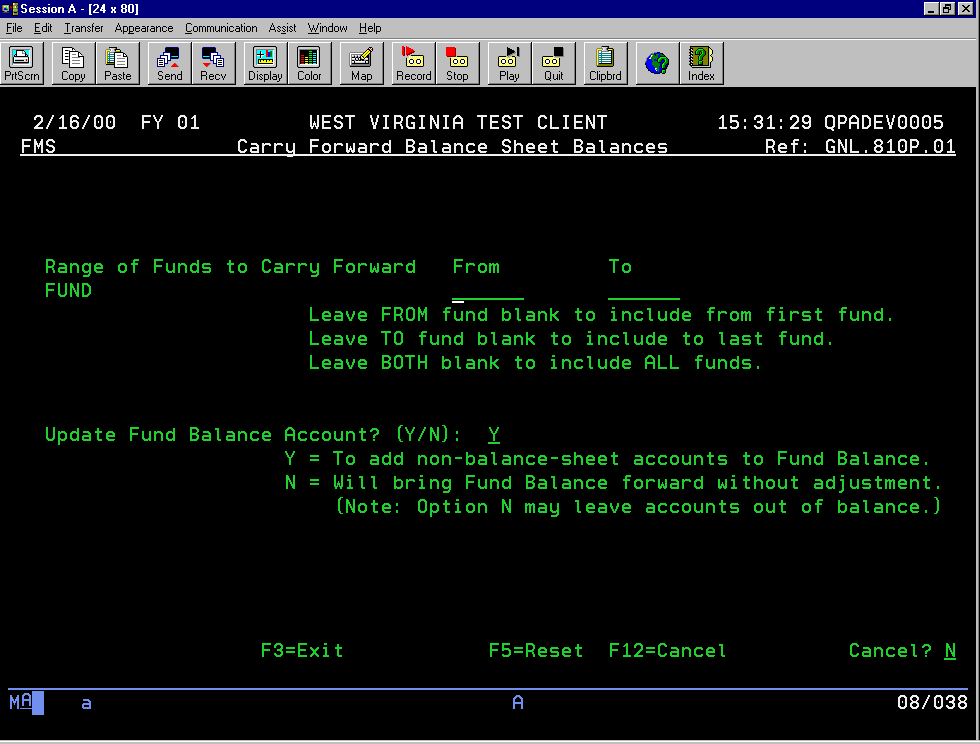 Session A - [24 x 80]
File Edit Transfer Appearance Communication Assist Window Help
PrtScrn Copy Paste Send Recv Display Color Map Record Stop Play Quit Clipbrd Index
2/16/00 FY 01 WEST VIRGINIA TEST CLIENT 15:31:29 QPADEV0005
FMS Carry Forward Balance Sheet Balances Ref: GNL.810P.01
Range of Funds to Carry Forward From To
FUND
Leave FROM fund blank to include from first fund.
Leave TO fund blank to include to last fund.
Leave BOTH blank to include ALL funds.
Update Fund Balance Account? (Y/N): Y
Y = To add non-balance-sheet accounts to Fund Balance.
N = Will bring Fund Balance forward without adjustment.
(Note: Option N may leave accounts out of balance.)
F3=Exit F5=Reset F12=Cancel Cancel? N
MA a A 08/038